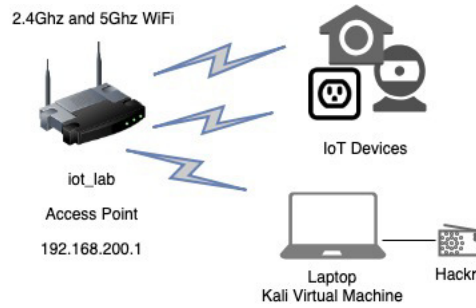 2.4Ghz and 5Ghz WiFi
IoT Devices
iot_lab
Access Point
192.168.200.1
Laptop
Kali Virtual Machine